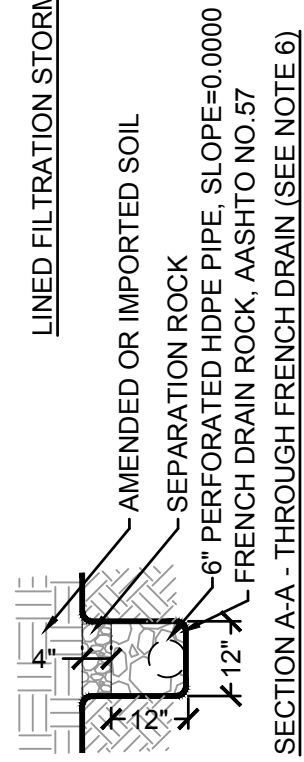 LINED FILTRATION STORM
AMENDED OR IMPORTED SOIL
SEPARATION ROCK
6" PERFORATED HDPE PIPE, SLOPE=0.0000
FRENCH DRAIN ROCK, AASHTO NO.57
4"
12"
12"
SECTION A-A - THROUGH FRENCH DRAIN (SEE NOTE 6)